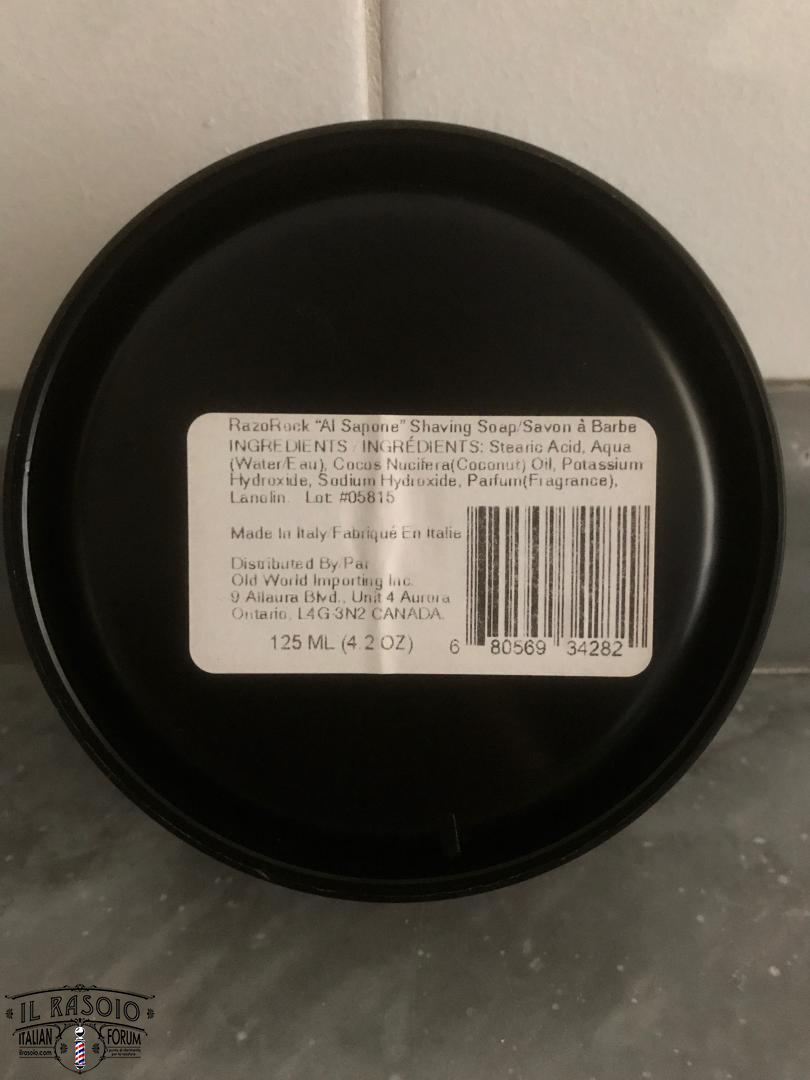 RazoRock "Al Sapone" Shaving Soap/Savon à Barbe
INGREDIENTS / INGRÉDIENTS: Stearic Acid, Aqua
(Water/Eau), Cocos Nucifera(Coconut) Oil, Potassium
Hydroxide, Sodium Hydroxide, Parfum(Fragrance),
Lanolin. Lot #05815
Made In Italy/Fabriqué En Italie
Distributed By/Par
Old World Importing Inc.
9 Allaura Blvd., Unit 4 Aurora
Ontario, L4G 3N2 CANADA.
125 ML (4.2 OZ)
6 80569 34282
IL RASOIO
ITALIAN FORUM
ilrasoio.com